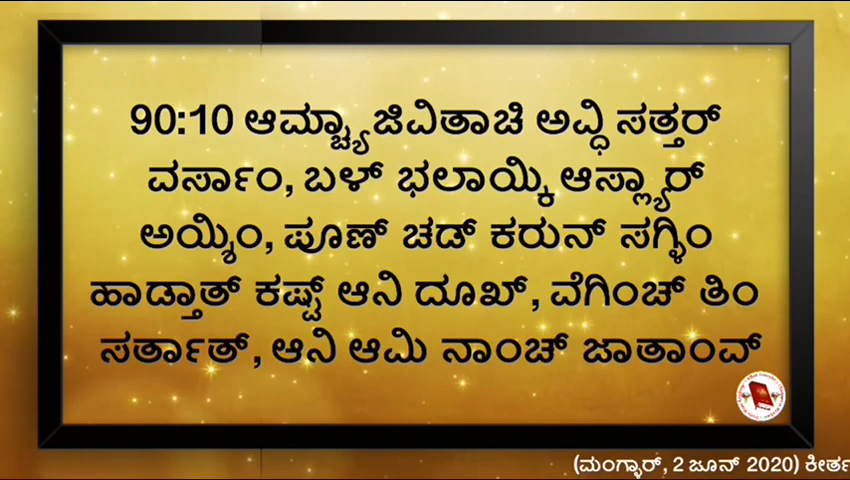 90:10 ಆಮ್ಚ್ಯಾ ಜಿವಿತಾಚಿ ಅವ್ಧಿ ಸತ್ತರ್
ವರ್ಸಾಂ, ಬಳ್ ಭಲಾಯ್ಕಿ ಆಸ್ಲ್ಯಾರ್
ಅಯ್ಶಿಂ, ಪೂಣ್ ಚಡ್ ಕರುನ್ ಸಗ್ಳಿಂ
ಹಾಡ್ತಾತ್ ಕಷ್ಟ್ ಆನಿ ದೂಖ್, ವೆಗಿಂಚ್ ತಿಂ
ಸರ್ತಾತ್, ಆನಿ ಆಮಿ ನಾಂಚ್ ಜಾತಾಂವ್
(ಮಂಗ್ಳಾರ್, 2 ಜೂನ್ 2020) ಕೀರ್ತ